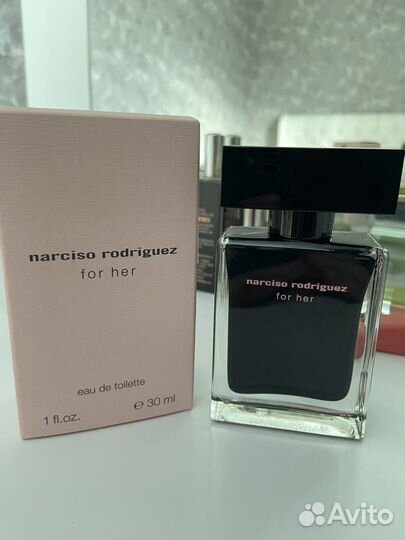 narciso rodriguez
for her
eau de toilette
1 fl.oz. ℮ 30 ml
narciso rodriguez
for her
Avito